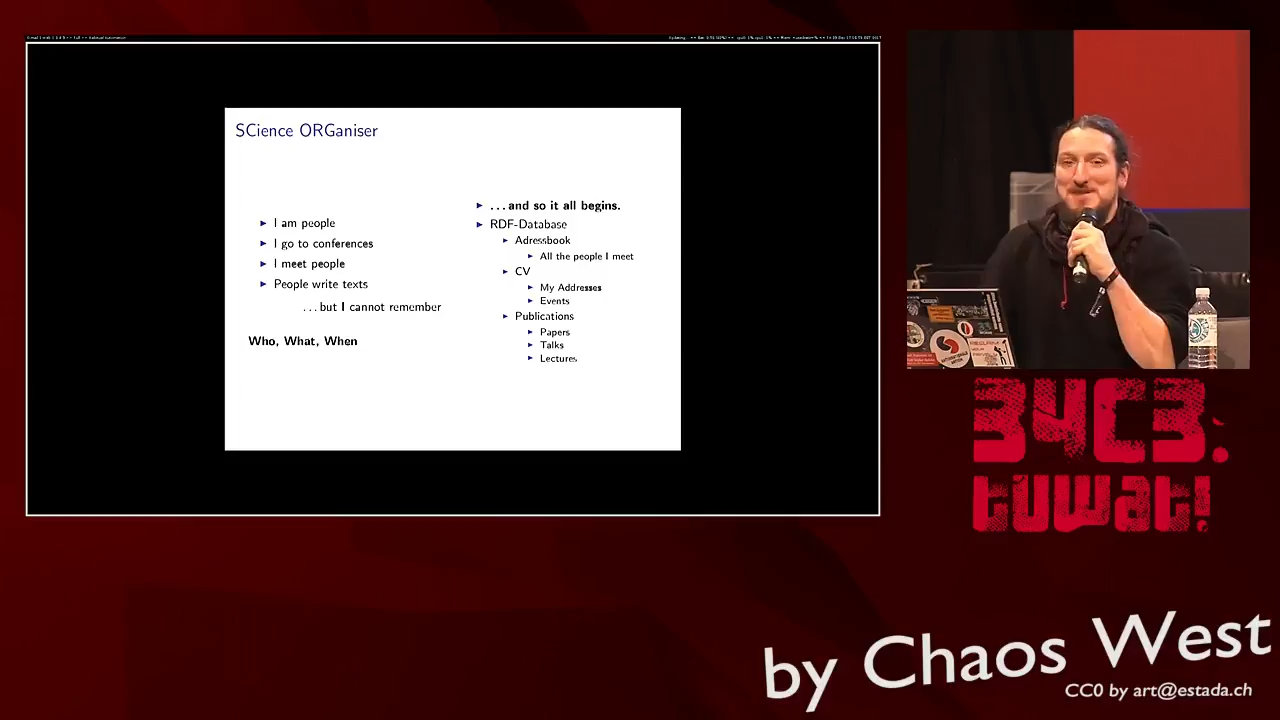 SCience ORGaniser
I am people
I go to conferences
I meet people
People write texts
...but I cannot remember
Who, What, When
...and so it all begins.
RDF-Database
Adressbook
All the people I meet
CV
My Addresses
Events
Publications
Papers
Talks
Lectures
34C3:
tuwat!
by Chaos West
CC0 by art@estada.ch